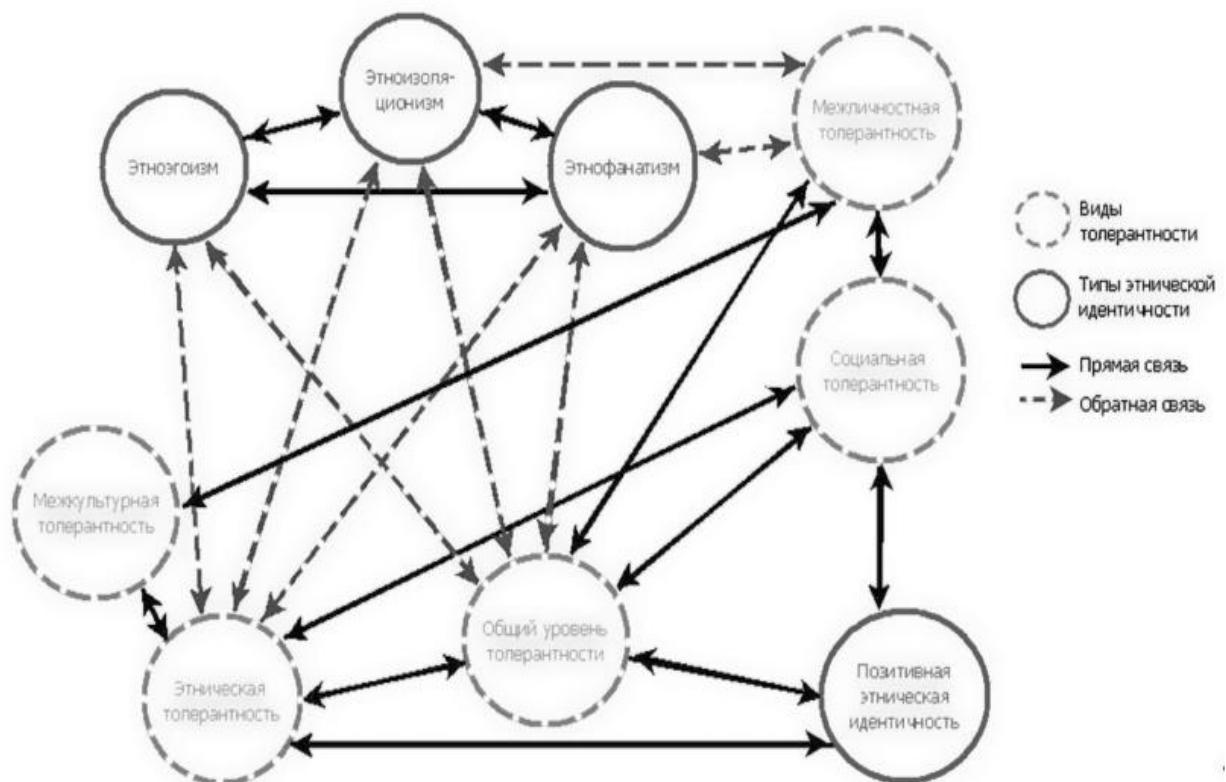 Этноизоля-
ционизм
Этноэгоизм
Этнофанатизм
Межличностная
толерантность
Социальная
толерантность
Межкультурная
толерантность
Этническая
толерантность
Общий уровень
толерантности
Позитивная
этническая
идентичность
Виды
толерантности
Типы этнической
идентичности
Прямая связь
Обратная связь